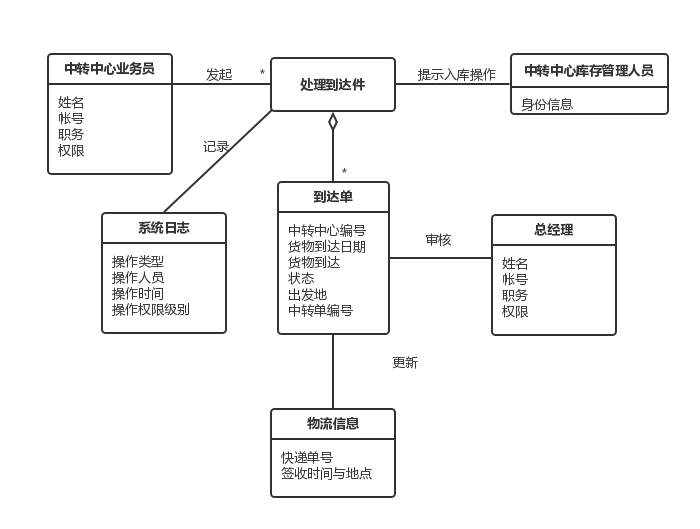 中转中心业务员
姓名
帐号
职务
权限
发起
*
处理到达件
提示入库操作
中转中心库存管理人员
身份信息
记录
*
系统日志
操作类型
操作人员
操作时间
操作权限级别
到达单
中转中心编号
货物到达日期
货物到达
状态
出发地
中转单编号
审核
总经理
姓名
帐号
职务
权限
更新
物流信息
快递单号
签收时间与地点